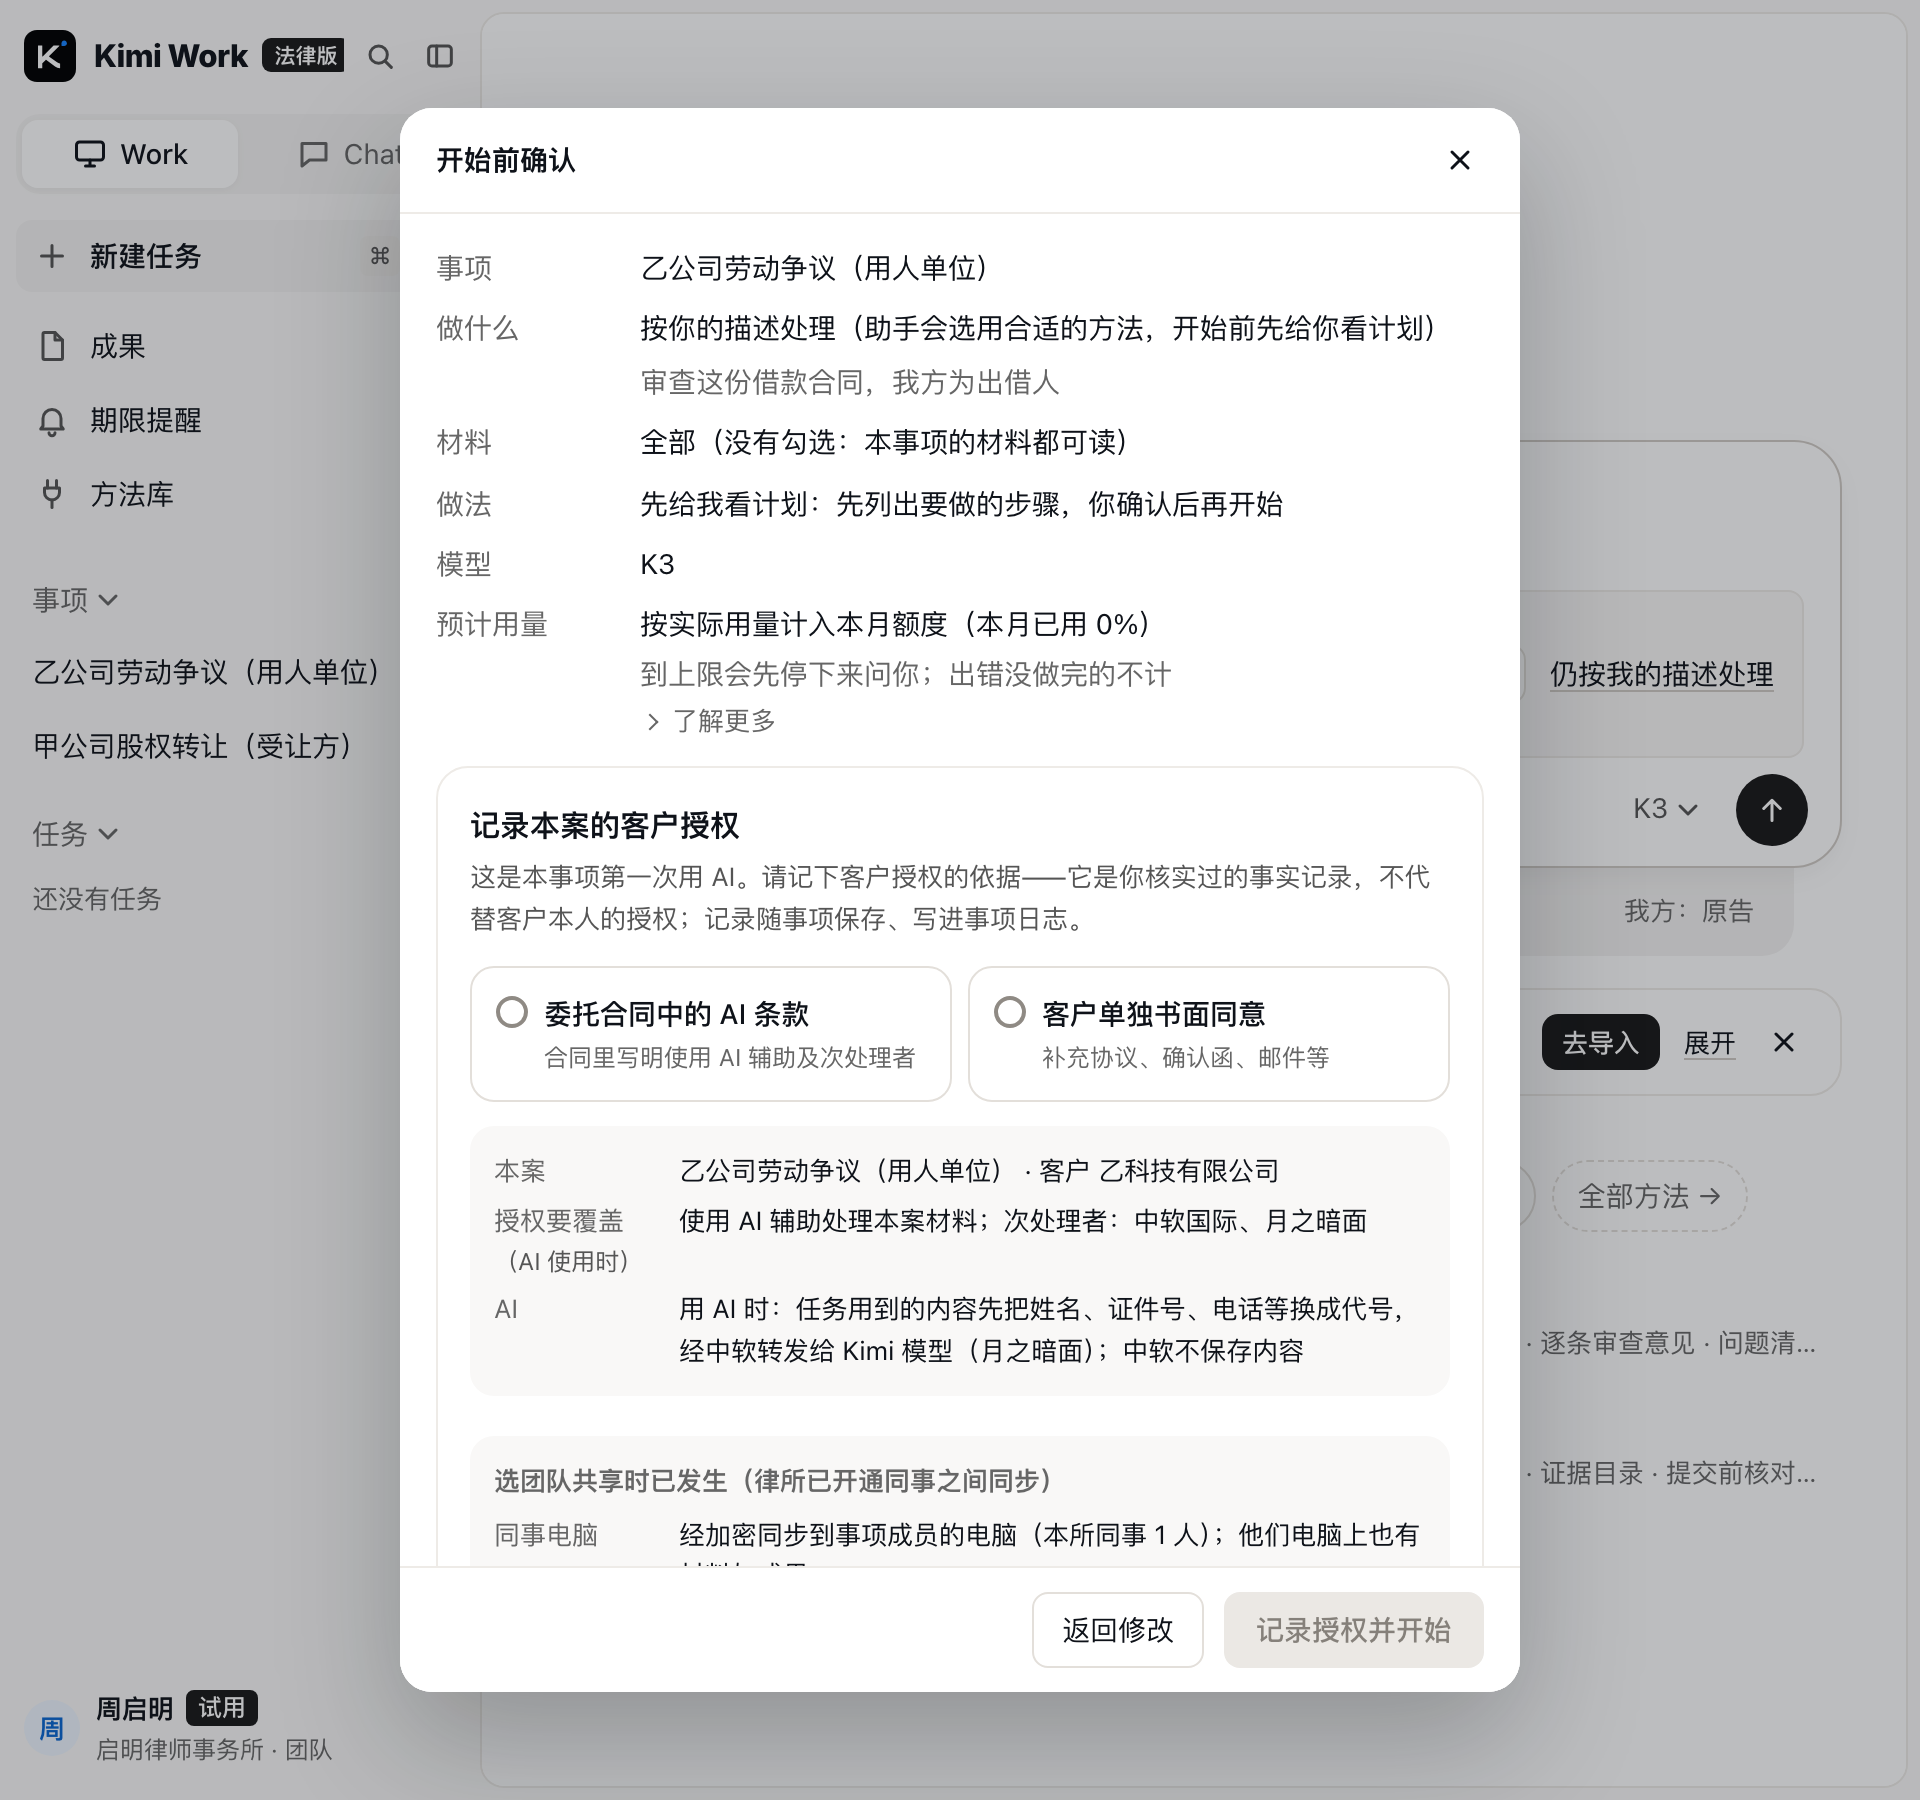 Kimi Work 法律版
Work
Chat
新建任务 ⌘
成果
期限提醒
方法库
事项
乙公司劳动争议（用人单位）
甲公司股权转让（受让方）
任务
还没有任务
周
周启明 试用
启明律师事务所 · 团队
开始前确认
事项 乙公司劳动争议（用人单位）
做什么 按你的描述处理（助手会选用合适的方法，开始前先给你看计划）
审查这份借款合同，我方为出借人
材料 全部（没有勾选：本事项的材料都可读）
做法 先给我看计划：先列出要做的步骤，你确认后再开始
模型 K3
预计用量 按实际用量计入本月额度（本月已用 0%）
到上限会先停下来问你；出错没做完的不计
了解更多
记录本案的客户授权
这是本事项第一次用 AI。请记下客户授权的依据——它是你核实过的事实记录，不代
替客户本人的授权；记录随事项保存、写进事项日志。
委托合同中的 AI 条款
合同里写明使用 AI 辅助及次处理者
客户单独书面同意
补充协议、确认函、邮件等
本案 乙公司劳动争议（用人单位） · 客户 乙科技有限公司
授权要覆盖 使用 AI 辅助处理本案材料；次处理者：中软国际、月之暗面
（AI 使用时）
AI 用 AI 时：任务用到的内容先把姓名、证件号、电话等换成代号，
经中软转发给 Kimi 模型（月之暗面）；中软不保存内容
选团队共享时已发生（律所已开通同事之间同步）
同事电脑 经加密同步到事项成员的电脑（本所同事 1 人）；他们电脑上也有
返回修改
记录授权并开始
仍按我的描述处理
K3
我方：原告
去导入 展开
全部方法 →
· 逐条审查意见 · 问题清...
· 证据目录 · 提交前核对...